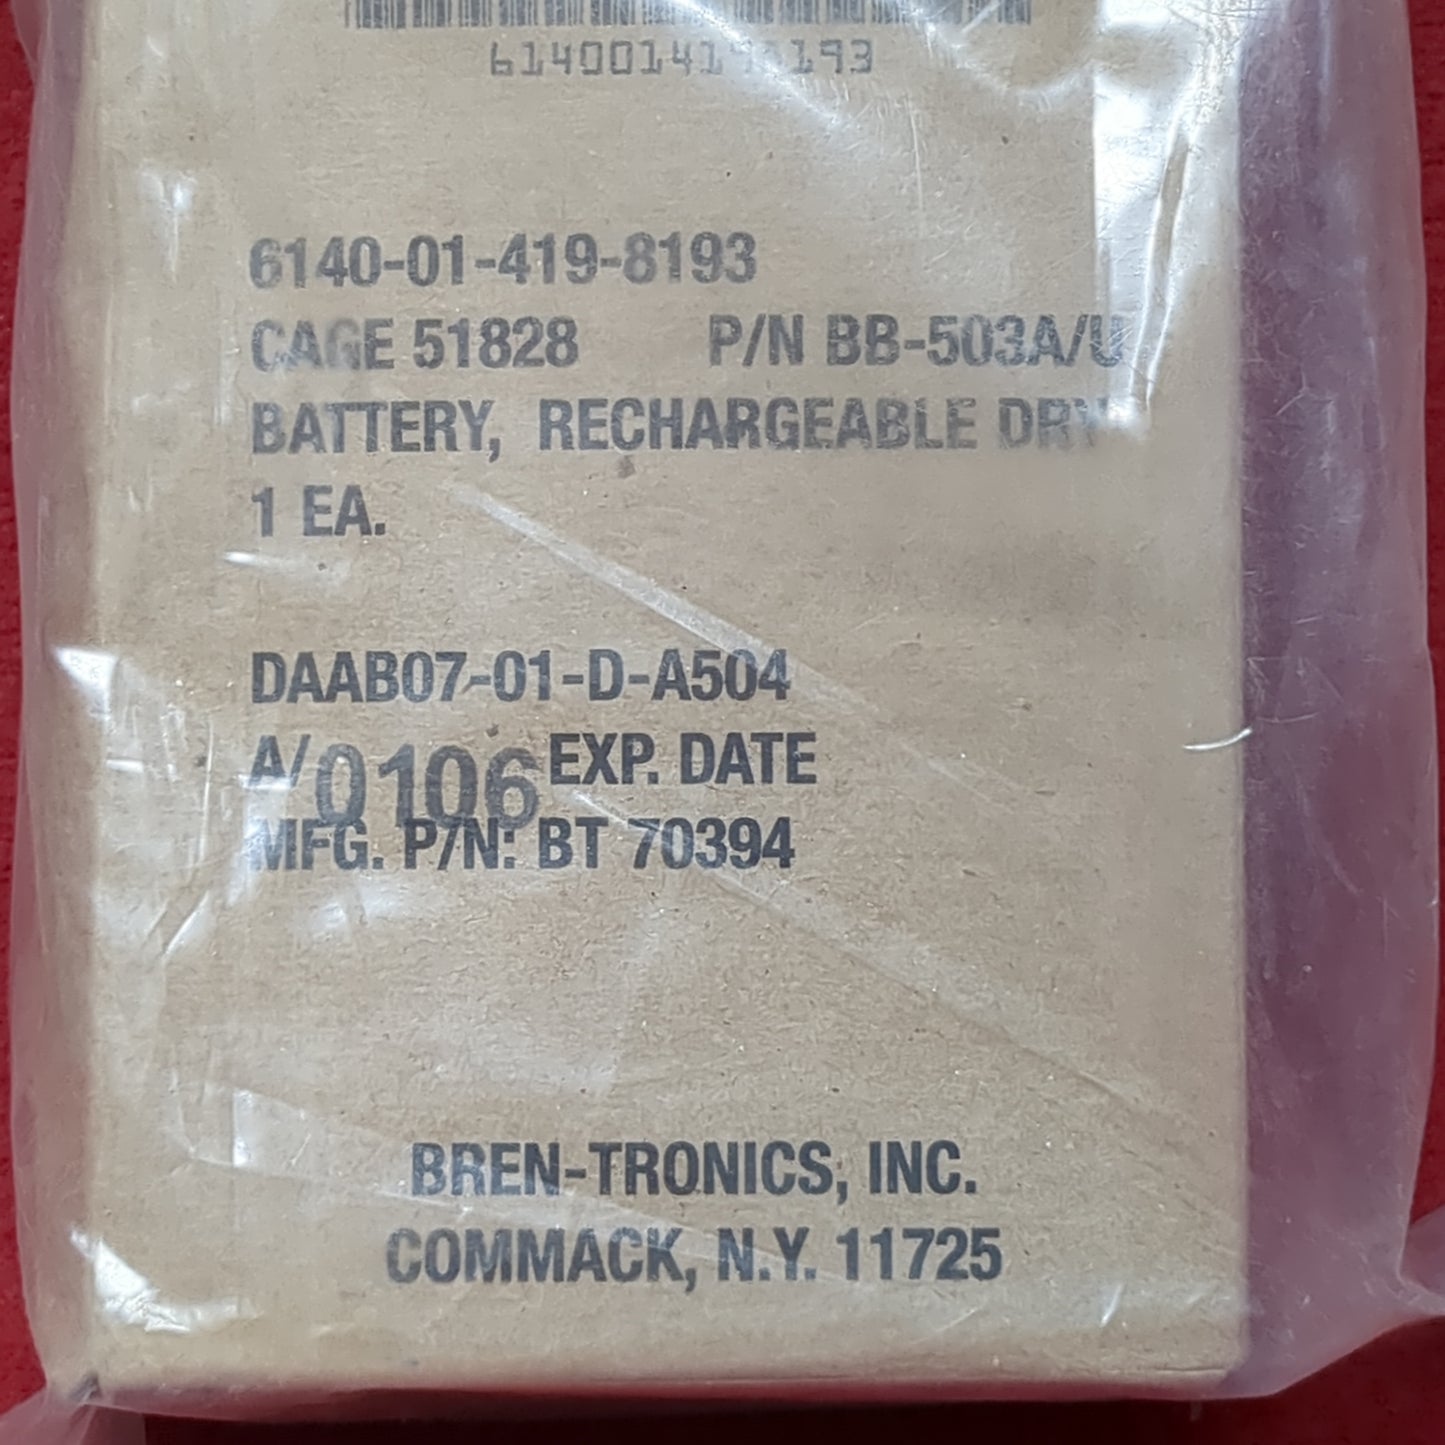 6140014198193
6140-01-419-8193
CAGE 51828 P/N BB-503A/U
BATTERY, RECHARGEABLE DRY
1 EA.
DAAB07-01-D-A504
A/0106 EXP. DATE
MFG. P/N: BT 70394
BREN-TRONICS, INC.
COMMACK, N.Y. 11725